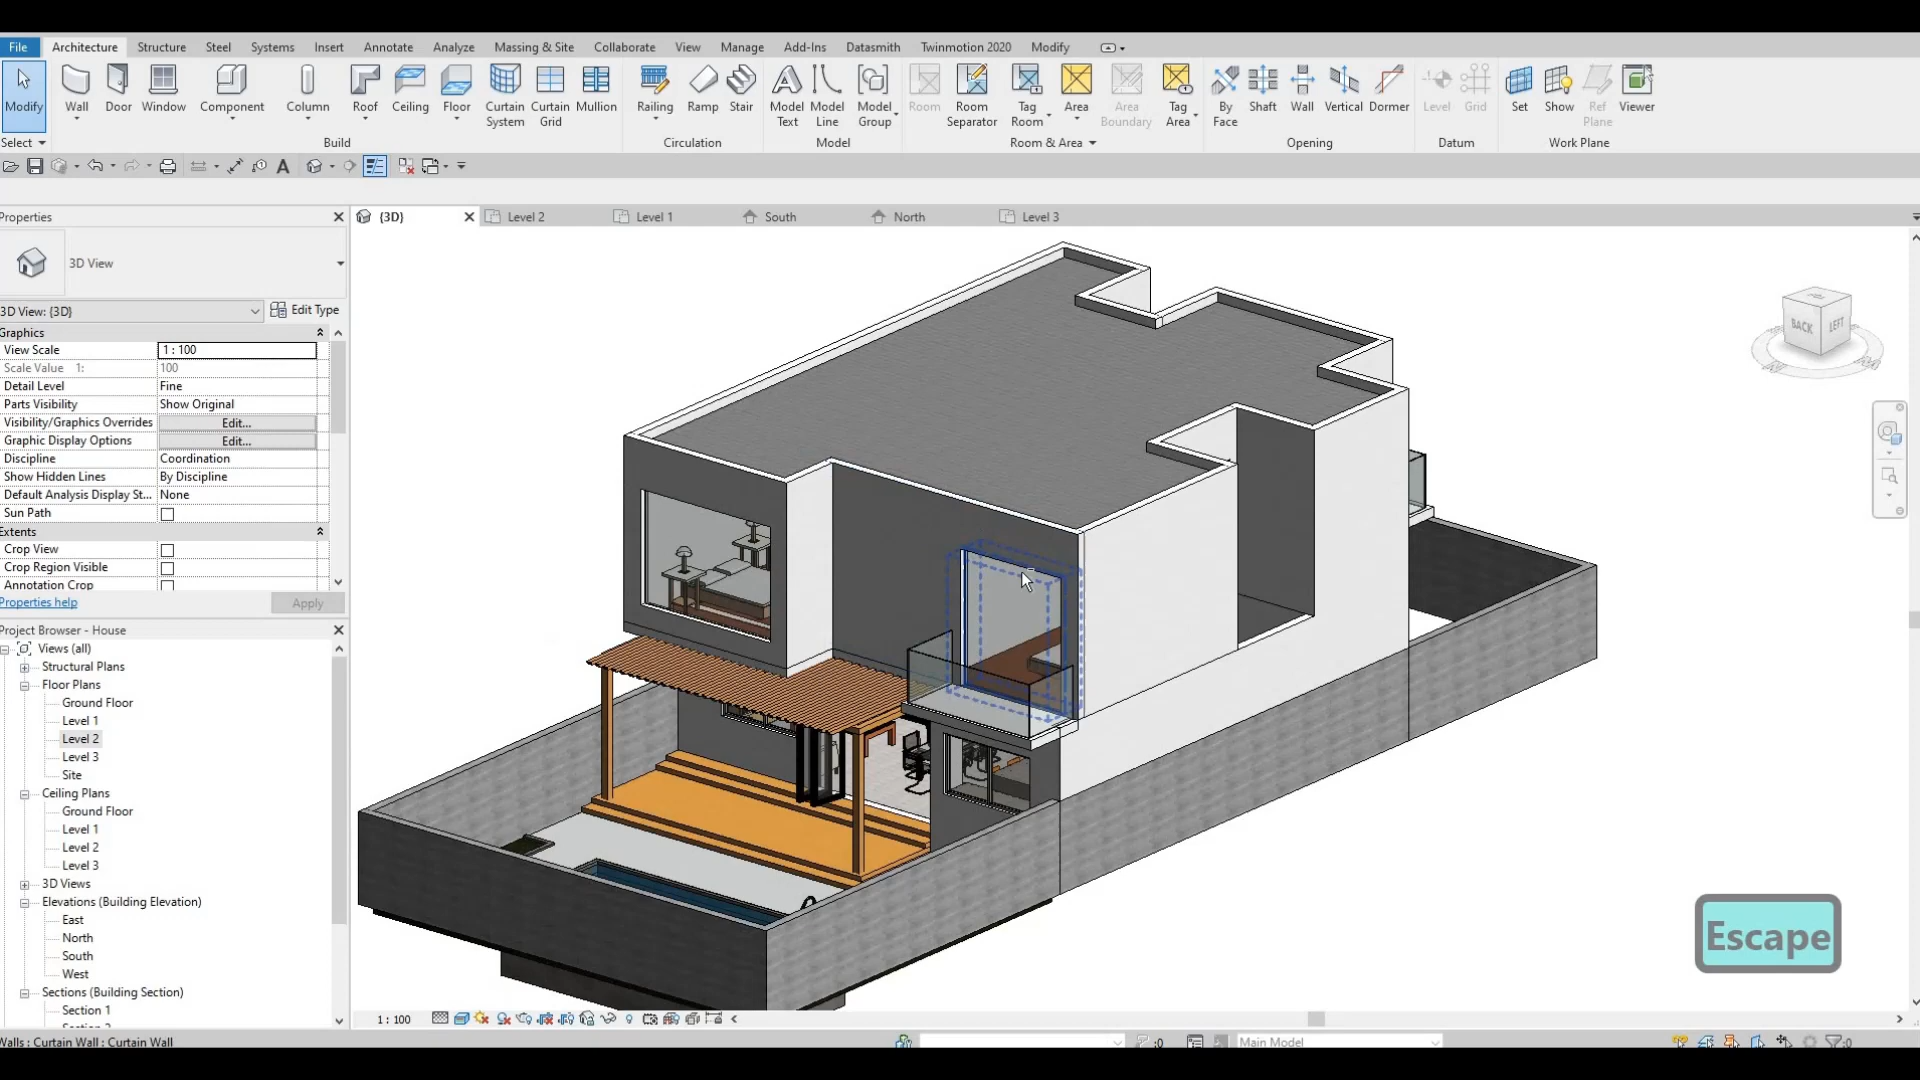 File Architecture Structure Steel Systems Insert Annotate Analyze Massing & Site Collaborate View Manage Add-Ins Datasmith Twinmotion 2020 Modify
Modify Wall Door Window Component Column Roof Ceiling Floor Curtain System Curtain Grid Mullion Railing Ramp Stair Model Text Model Line Model Group Room Room Separator Tag Room Area Area Boundary Tag Area By Face Shaft Wall Vertical Dormer Level Grid Set Show Ref Plane Viewer
Select Build Circulation Model Room & Area Opening Datum Work Plane
Properties
{3D} Level 2 Level 1 South North Level 3
3D View
3D View: {3D} Edit Type
Graphics
View Scale 1 : 100
Scale Value 1: 100
Detail Level Fine
Parts Visibility Show Original
Visibility/Graphics Overrides Edit...
Graphic Display Options Edit...
Discipline Coordination
Show Hidden Lines By Discipline
Default Analysis Display St... None
Sun Path
Extents
Crop View
Crop Region Visible
Annotation Crop
Properties help Apply
Project Browser - House
Views (all)
Structural Plans
Floor Plans
Ground Floor
Level 1
Level 2
Level 3
Site
Ceiling Plans
Ground Floor
Level 1
Level 2
Level 3
3D Views
Elevations (Building Elevation)
East
North
South
West
Sections (Building Section)
Section 1
BACK LEFT
Escape
1 : 100
Walls : Curtain Wall : Curtain Wall :0 Main Model :0